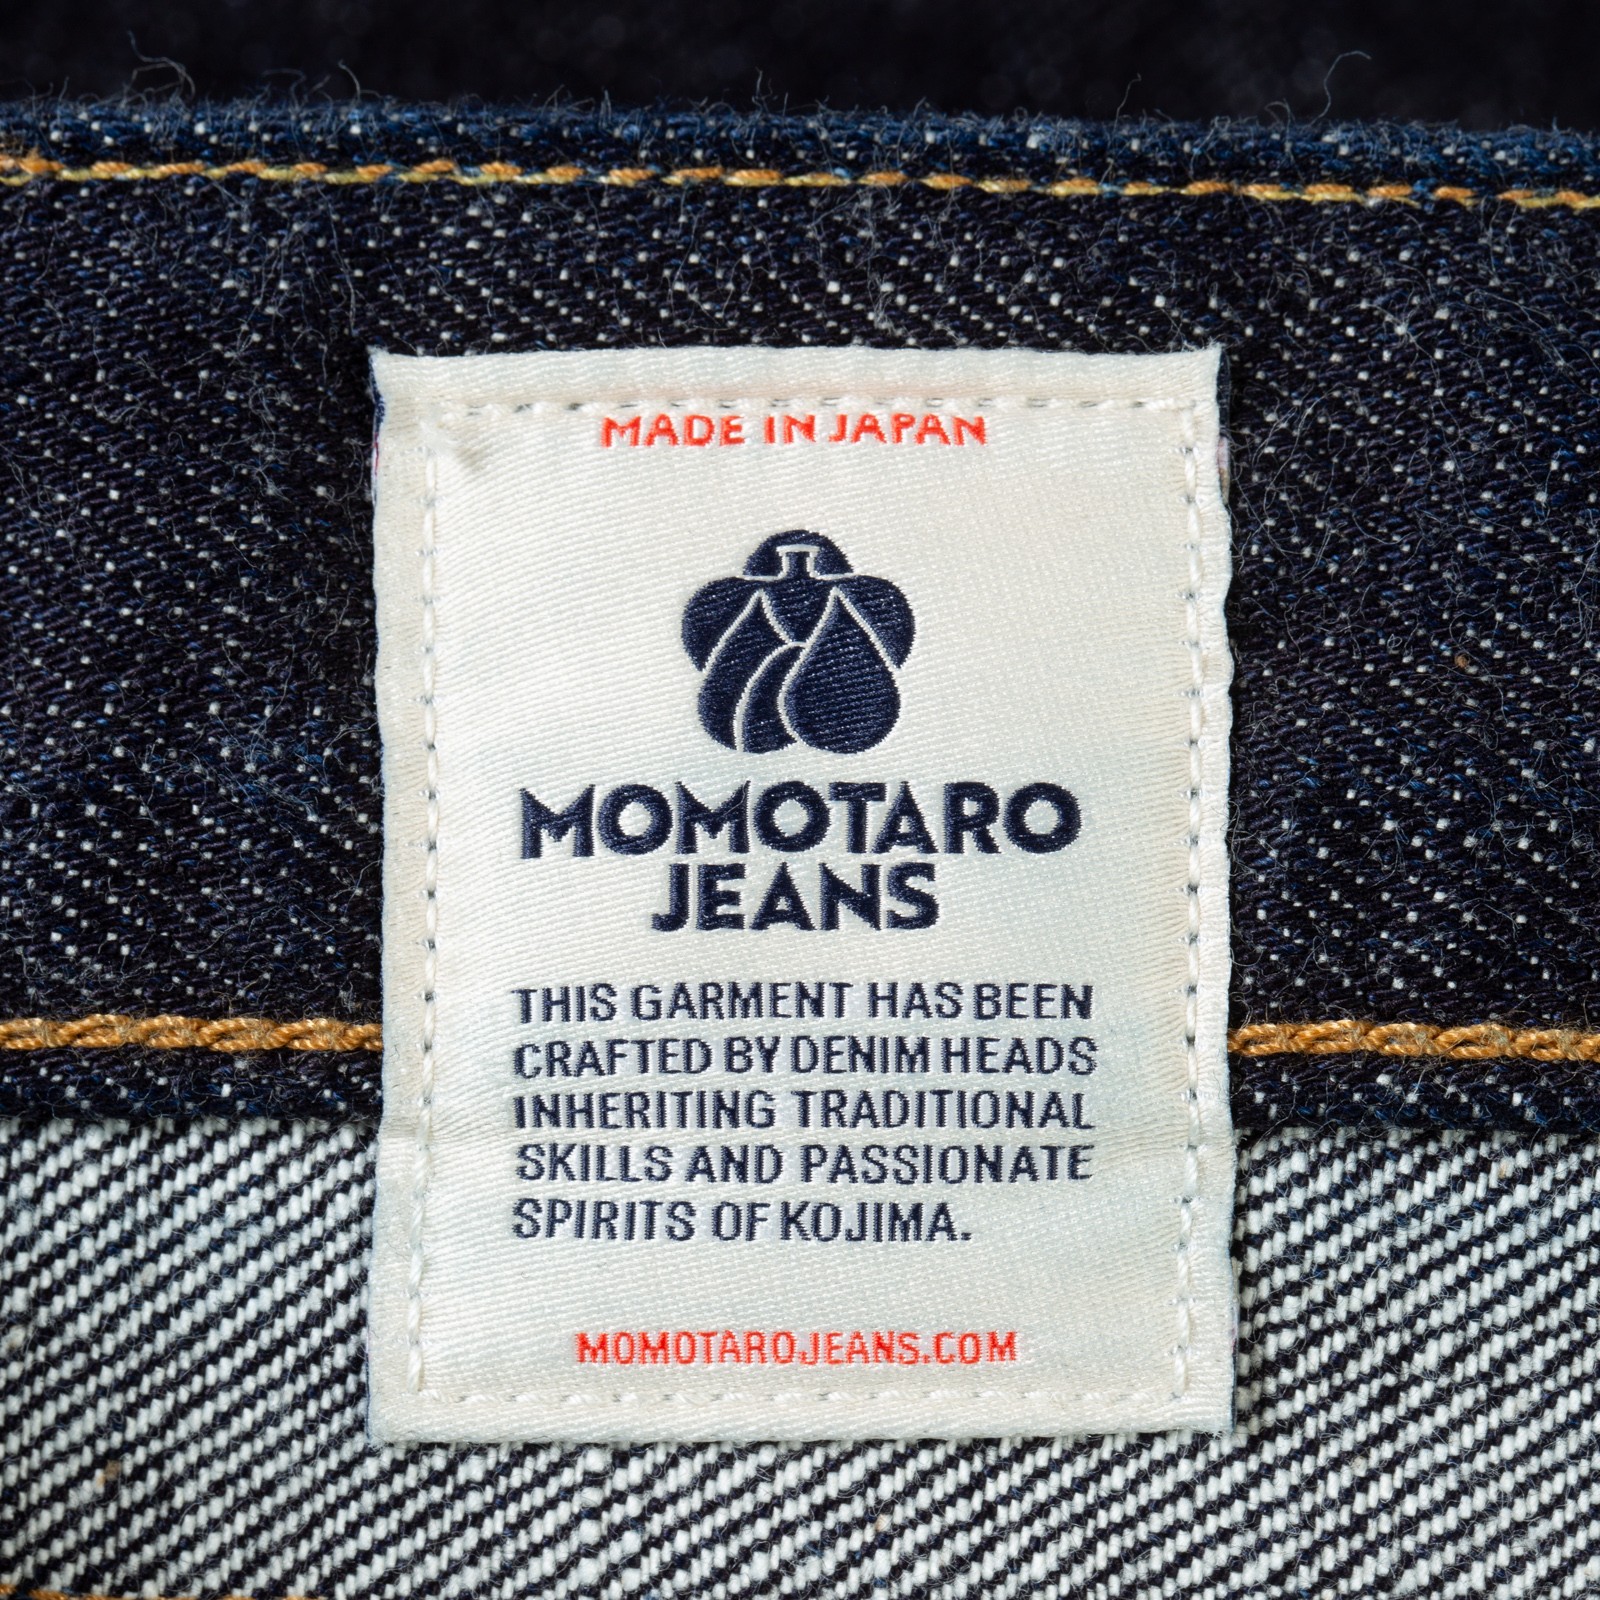 MADE IN JAPAN
MOMOTARO
JEANS
THIS GARMENT HAS BEEN
CRAFTED BY DENIM HEADS
INHERITING TRADITIONAL
SKILLS AND PASSIONATE
SPIRITS OF KOJIMA.
MOMOTAROJEANS.COM